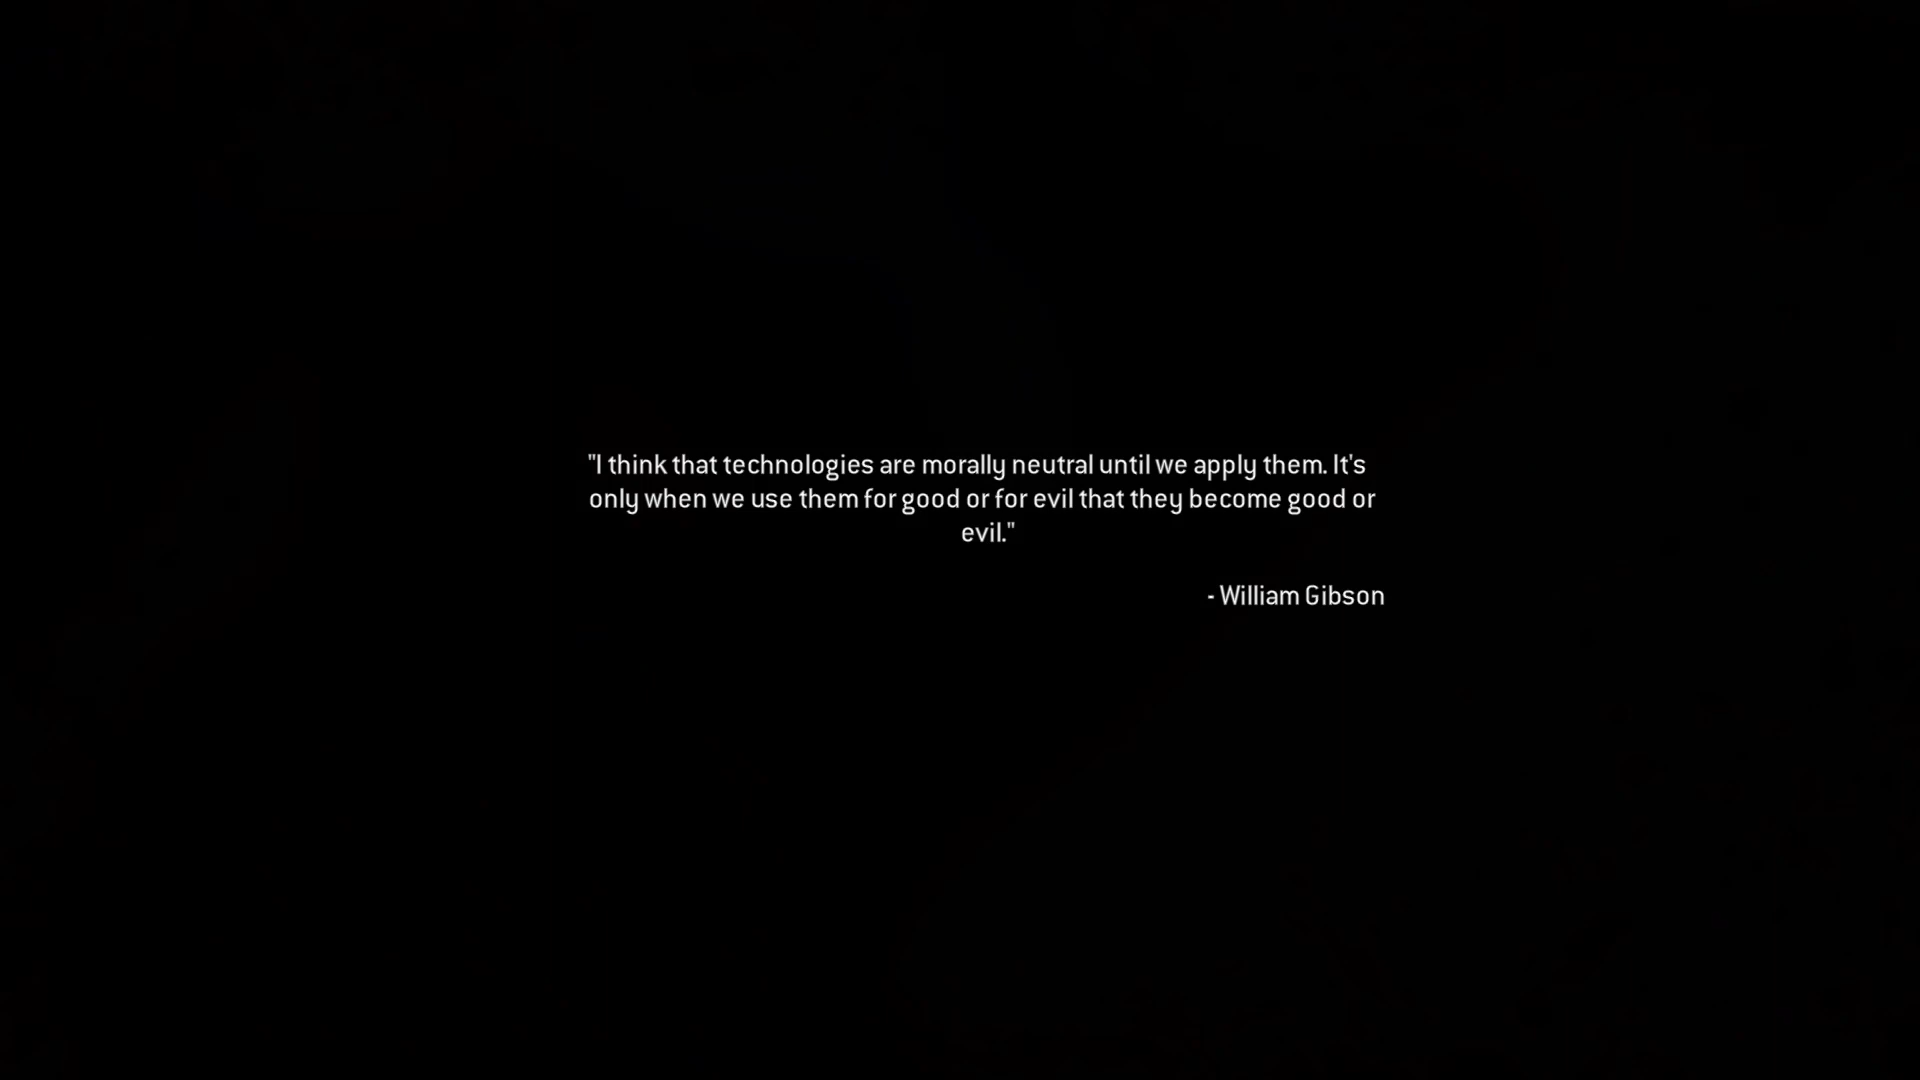 "I think that technologies are morally neutral until we apply them. It's
only when we use them for good or for evil that they become good or
evil."
- William Gibson